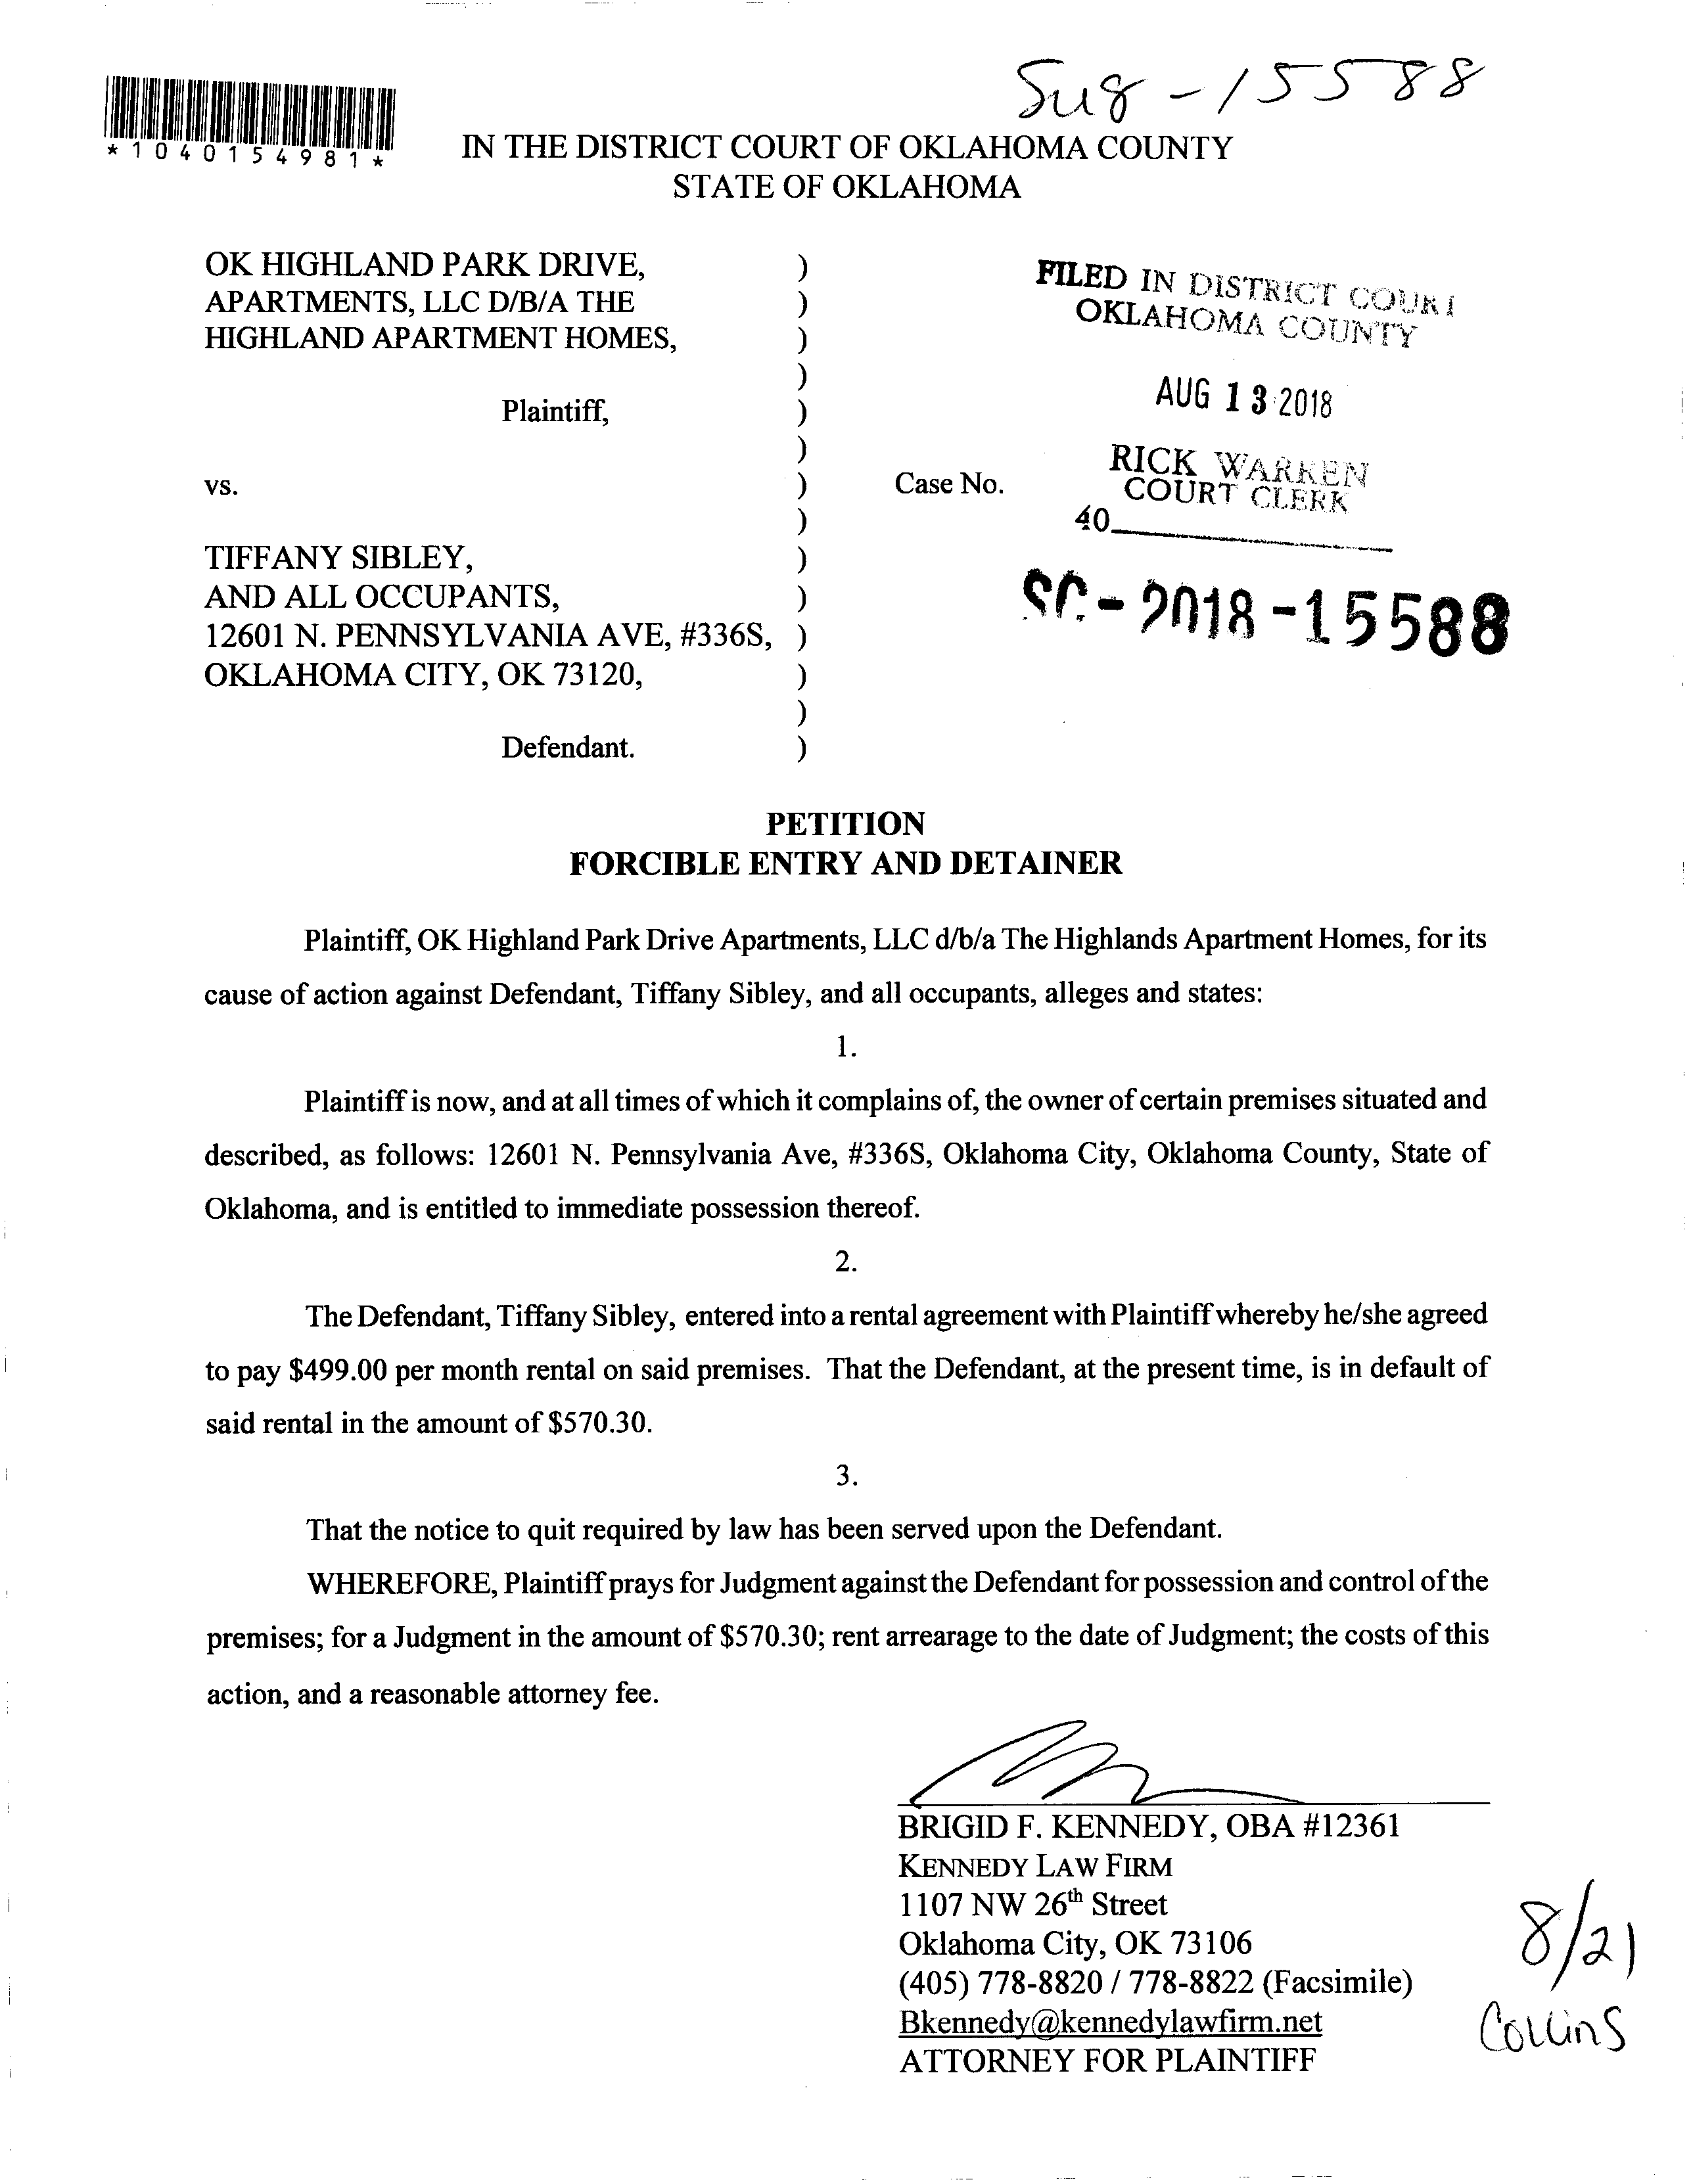 Su8-15588
*1040154981*
IN THE DISTRICT COURT OF OKLAHOMA COUNTY
STATE OF OKLAHOMA
OK HIGHLAND PARK DRIVE, )
APARTMENTS, LLC D/B/A THE )
HIGHLAND APARTMENT HOMES, )
)
Plaintiff, )
)
vs. )
)
TIFFANY SIBLEY, )
AND ALL OCCUPANTS, )
12601 N. PENNSYLVANIA AVE, #336S, )
OKLAHOMA CITY, OK 73120, )
)
Defendant. )
FILED IN DISTRICT COURT
OKLAHOMA COUNTY
AUG 13 2018
RICK WARREN
COURT CLERK
Case No.
40
SC-2018-15588
PETITION
FORCIBLE ENTRY AND DETAINER
Plaintiff, OK Highland Park Drive Apartments, LLC d/b/a The Highlands Apartment Homes, for its
cause of action against Defendant, Tiffany Sibley, and all occupants, alleges and states:
1.
Plaintiff is now, and at all times of which it complains of, the owner of certain premises situated and
described, as follows: 12601 N. Pennsylvania Ave, #336S, Oklahoma City, Oklahoma County, State of
Oklahoma, and is entitled to immediate possession thereof.
2.
The Defendant, Tiffany Sibley, entered into a rental agreement with Plaintiff whereby he/she agreed
to pay $499.00 per month rental on said premises. That the Defendant, at the present time, is in default of
said rental in the amount of $570.30.
3.
That the notice to quit required by law has been served upon the Defendant.
WHEREFORE, Plaintiff prays for Judgment against the Defendant for possession and control of the
premises; for a Judgment in the amount of $570.30; rent arrearage to the date of Judgment; the costs of this
action, and a reasonable attorney fee.
BRIGID F. KENNEDY, OBA #12361
KENNEDY LAW FIRM
1107 NW 26th Street
Oklahoma City, OK 73106
(405) 778-8820 / 778-8822 (Facsimile)
Bkennedy@kennedylawfirm.net
ATTORNEY FOR PLAINTIFF
8/21
Collins